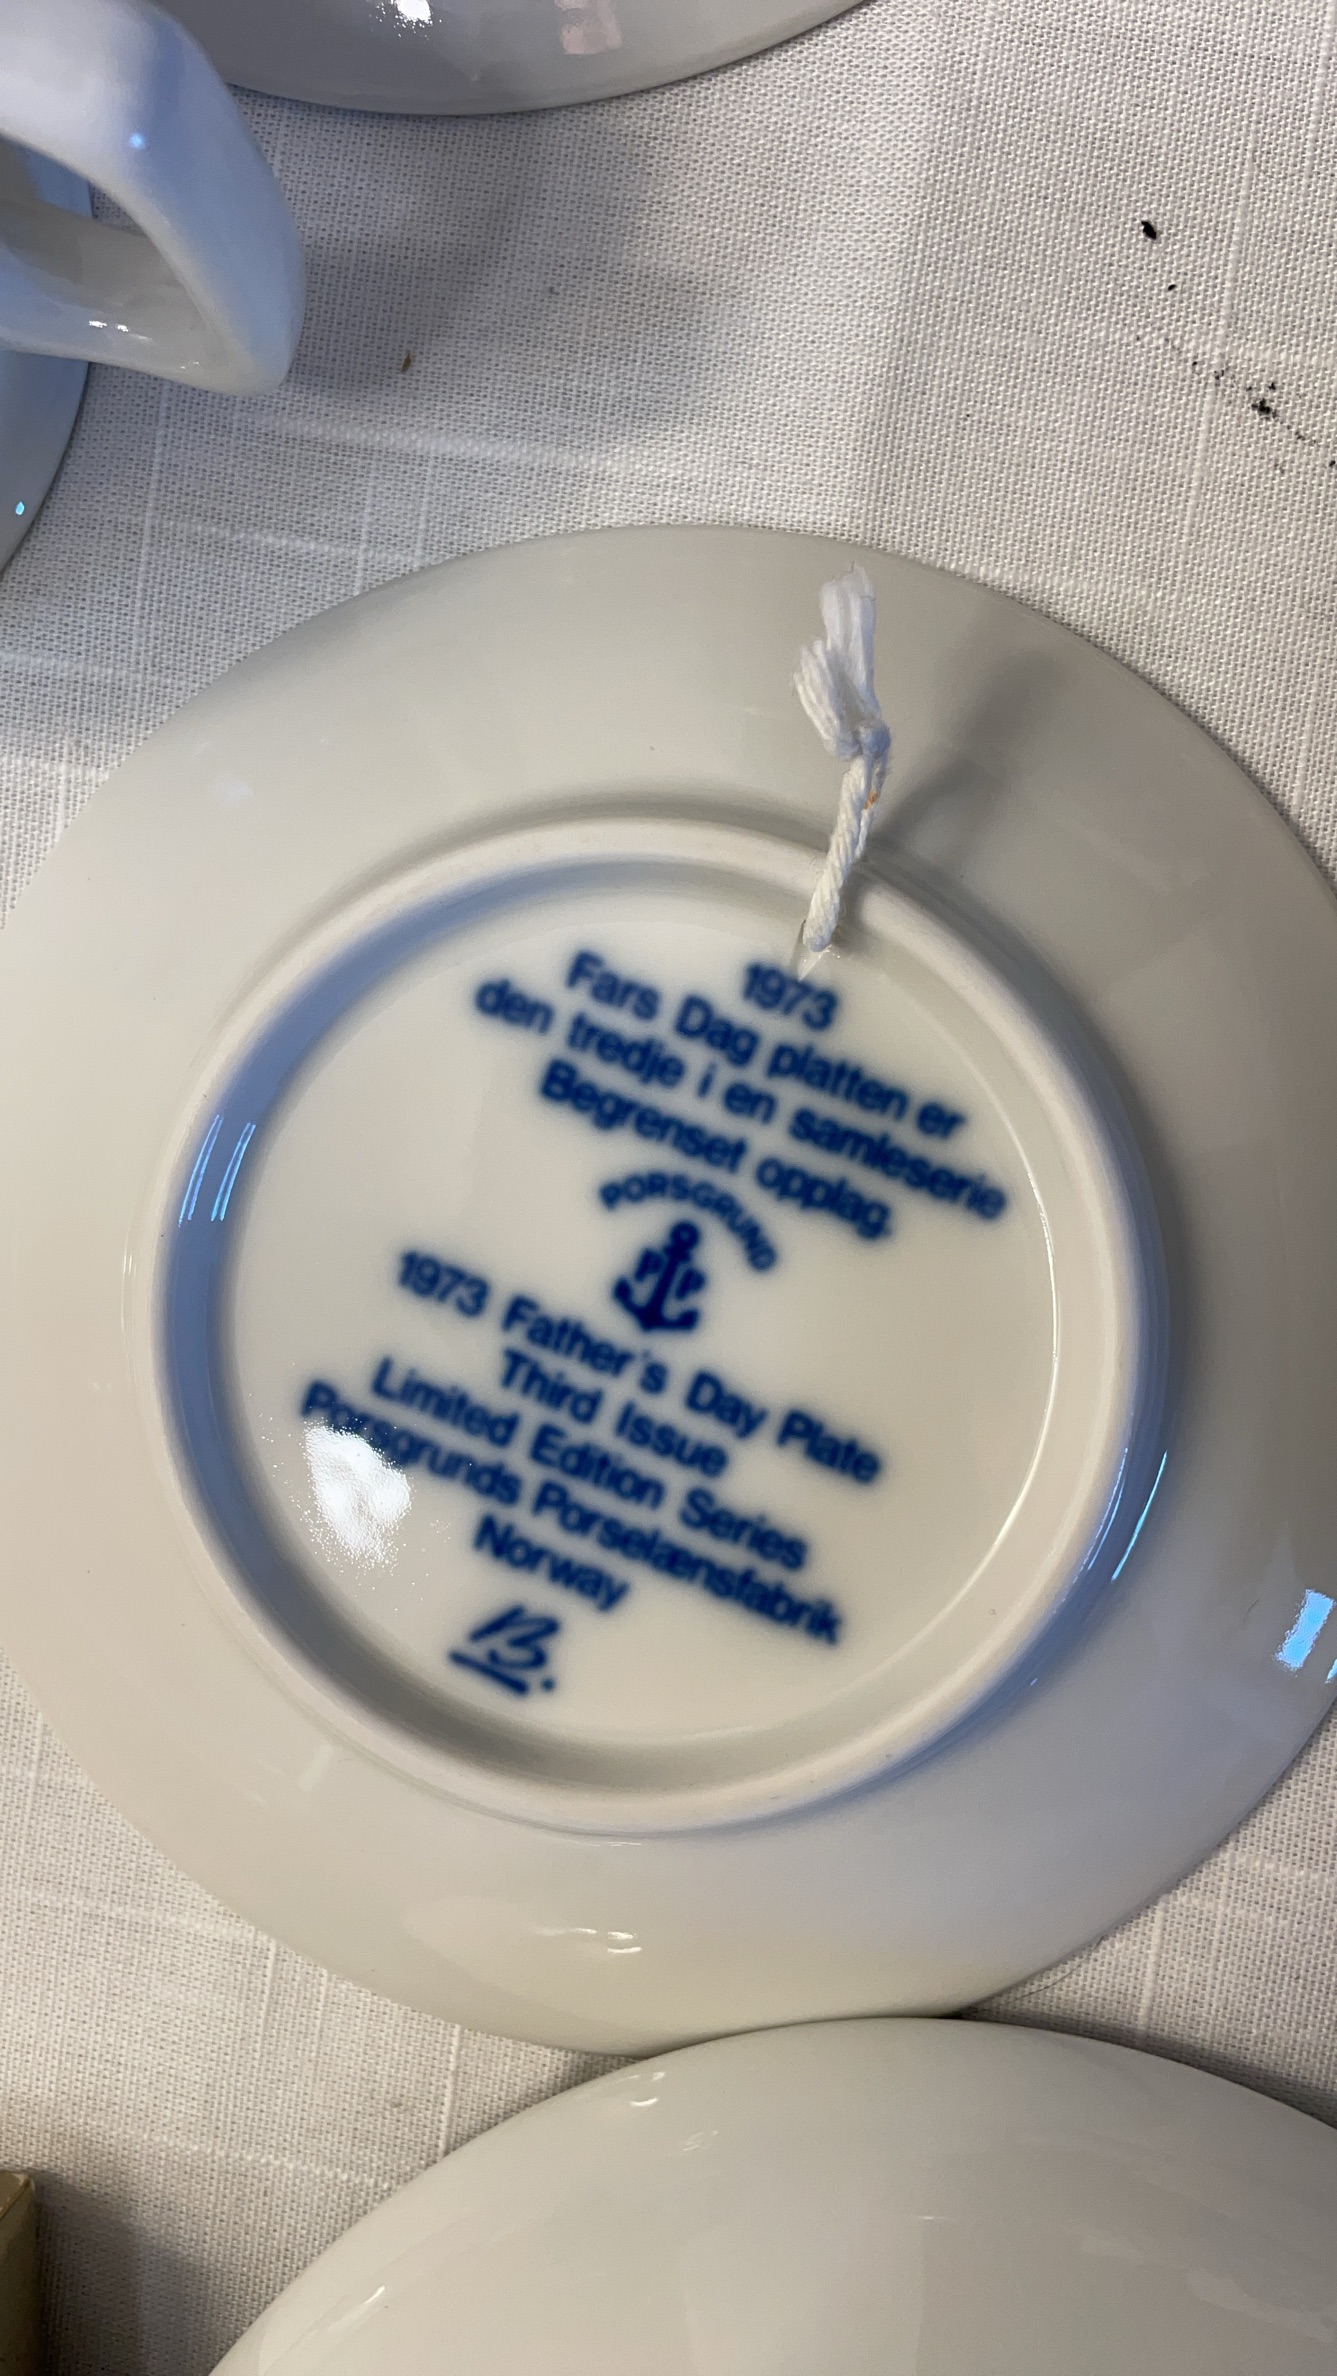 1973
Fars Dag platten er
den tredje i en samleserie
Begrenset opplag.
PORSGRUND
P P
1973 Father's Day Plate
Third Issue
Limited Edition Series
Porsgrunds Porselænsfabrik
Norway
B.